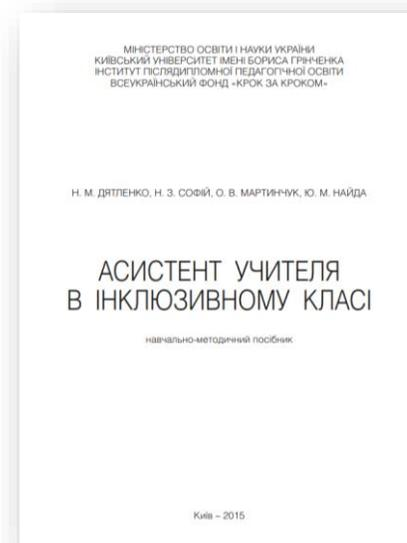 МІНІСТЕРСТВО ОСВІТИ І НАУКИ УКРАЇНИ
КИЇВСЬКИЙ УНІВЕРСИТЕТ ІМЕНІ БОРИСА ГРІНЧЕНКА
ІНСТИТУТ ПІСЛЯДИПЛОМНОЇ ПЕДАГОГІЧНОЇ ОСВІТИ
ВСЕУКРАЇНСЬКИЙ ФОНД «КРОК ЗА КРОКОМ»
Н. М. ДЯТЛЕНКО, Н. З. СОФІЙ, О. В. МАРТИНЧУК, Ю. М. НАЙДА
АСИСТЕНТ УЧИТЕЛЯ
В ІНКЛЮЗИВНОМУ КЛАСІ
навчально-методичний посібник
Київ – 2015